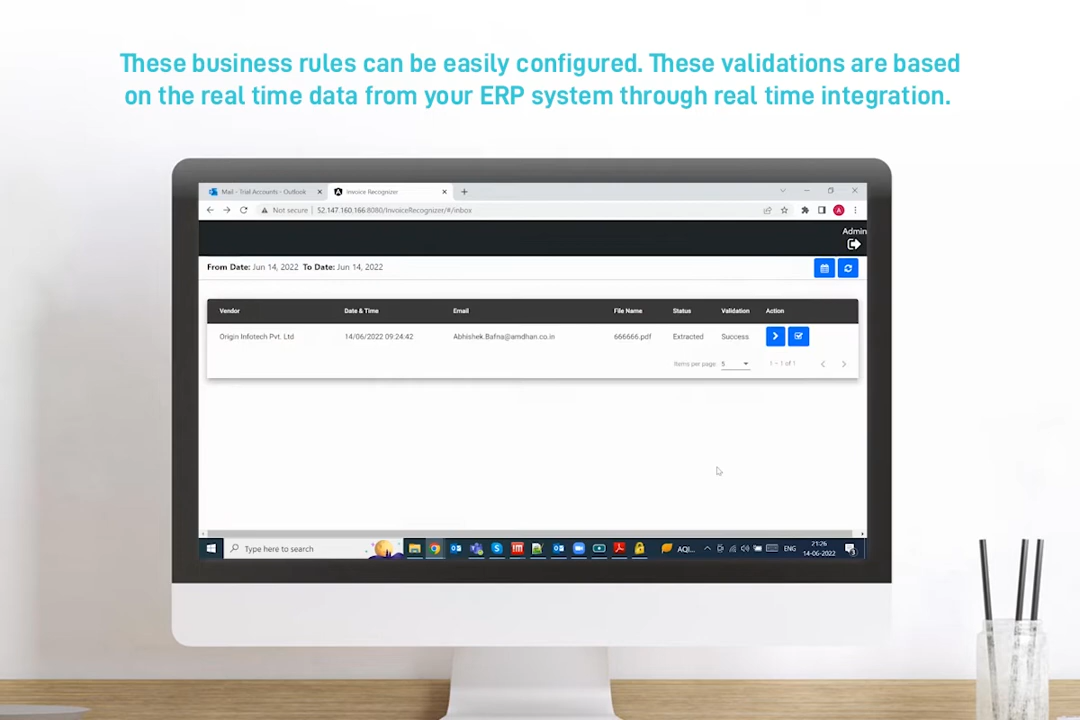 These business rules can be easily configured. These validations are based
on the real time data from your ERP system through real time integration.
Mail - Trial Accounts - Outlook
Invoice Recognizer
Not secure
52.147.160.166:8080/InvoiceRecognizer/#/inbox
A
Admin
From Date: Jun 14, 2022 To Date: Jun 14, 2022
Vendor Date & Time Email File Name Status Validation Action
Origin Infotech Pvt. Ltd 14/06/2022 09:24:42 Abhishek.Bafna@amdhan.co.in 666666.pdf Extracted Success
Items per page: 5 1 – 1 of 1
Type here to search
AQI...
ENG
21:26
14-06-2022